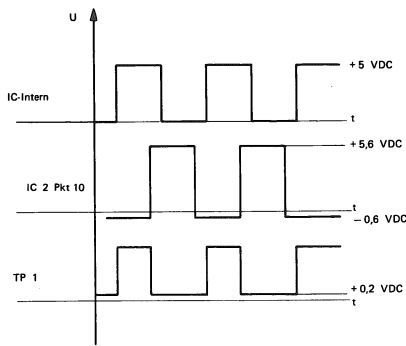 U
+5 VDC
IC-Intern
t
+5,6 VDC
IC 2 Pkt 10
t
−0,6 VDC
TP 1
+0,2 VDC
t